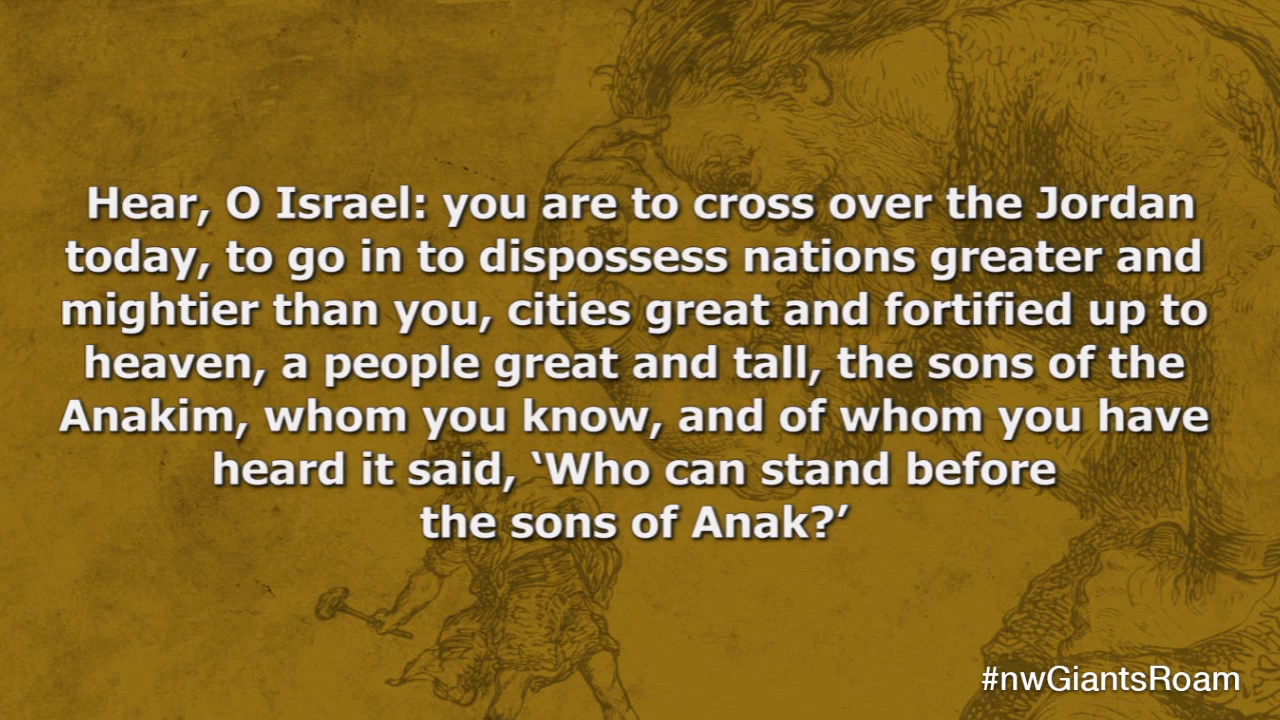 Hear, O Israel: you are to cross over the Jordan
today, to go in to dispossess nations greater and
mightier than you, cities great and fortified up to
heaven, a people great and tall, the sons of the
Anakim, whom you know, and of whom you have
heard it said, ‘Who can stand before
the sons of Anak?’
#nwGiantsRoam